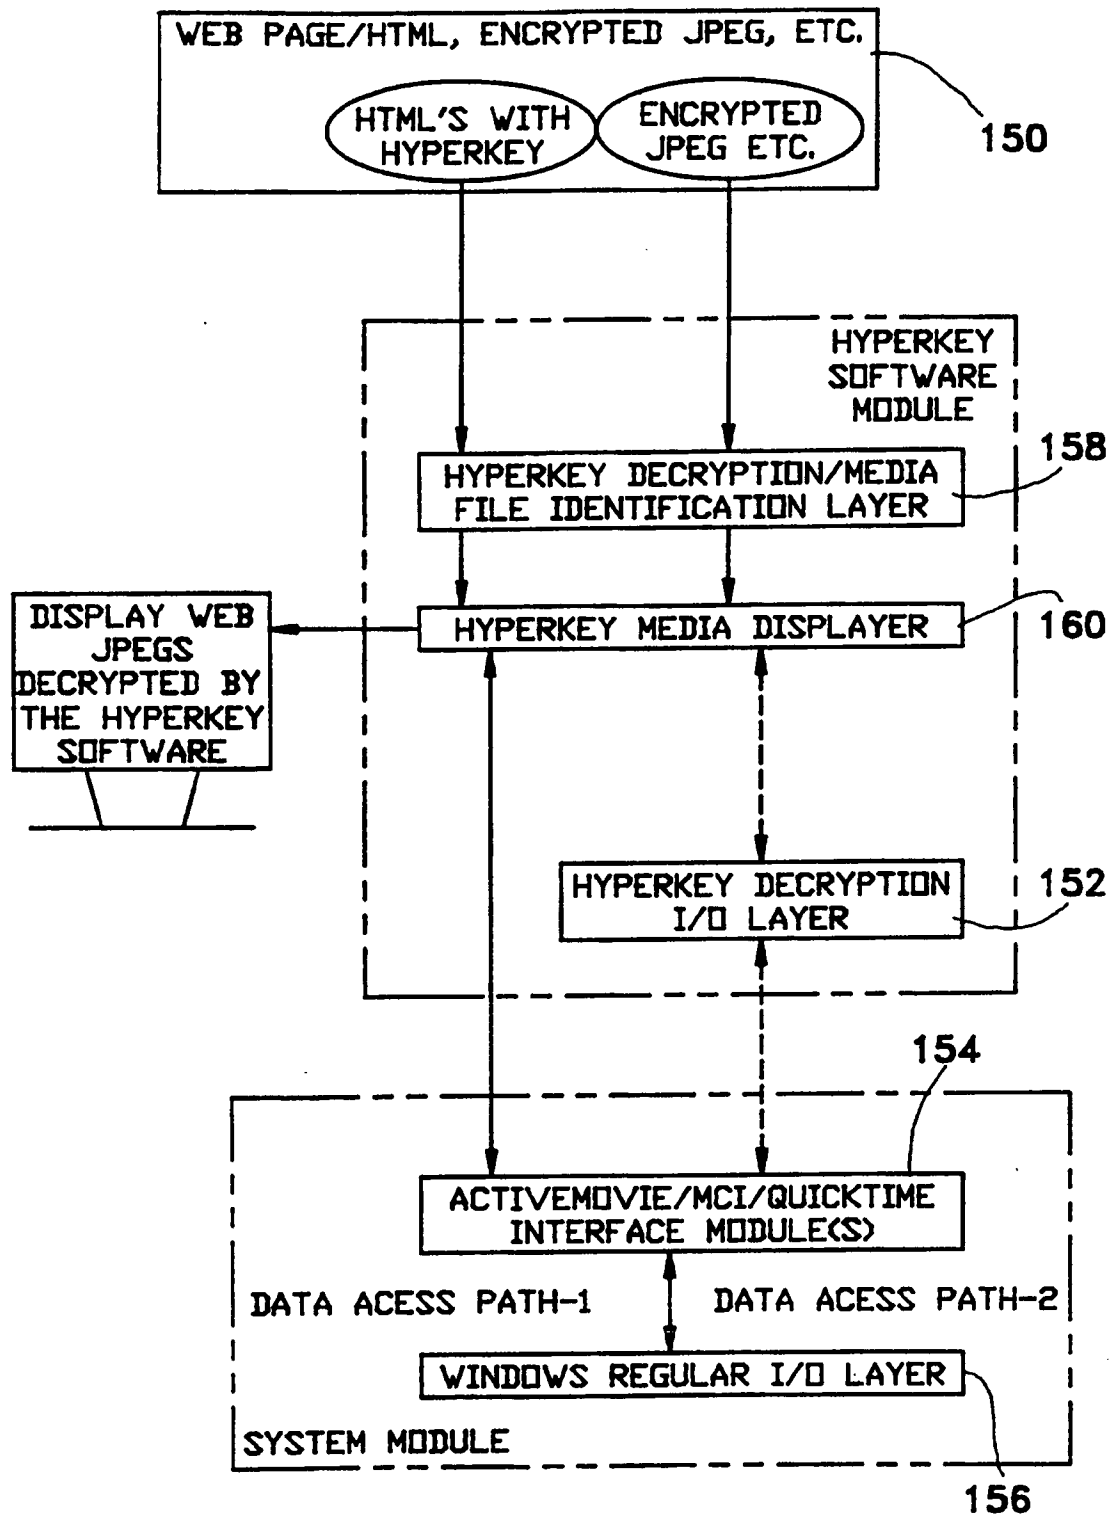 WEB PAGE/HTML, ENCRYPTED JPEG, ETC.
HTML'S WITH
HYPERKEY
ENCRYPTED
JPEG ETC.
150
HYPERKEY
SOFTWARE
MODULE
158
HYPERKEY DECRYPTION/MEDIA
FILE IDENTIFICATION LAYER
DISPLAY WEB
JPEGS
DECRYPTED BY
THE HYPERKEY
SOFTWARE
HYPERKEY MEDIA DISPLAYER
160
HYPERKEY DECRYPTION
I/O LAYER
152
154
ACTIVEMOVIE/MCI/QUICKTIME
INTERFACE MODULE(S)
DATA ACESS PATH-1
DATA ACESS PATH-2
WINDOWS REGULAR I/O LAYER
SYSTEM MODULE
156